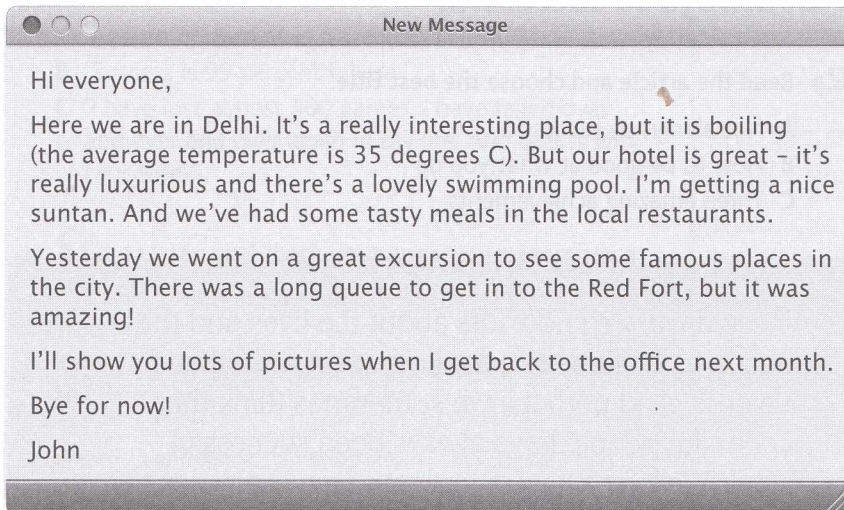 New Message
Hi everyone,
Here we are in Delhi. It's a really interesting place, but it is boiling
(the average temperature is 35 degrees C). But our hotel is great – it's
really luxurious and there's a lovely swimming pool. I'm getting a nice
suntan. And we've had some tasty meals in the local restaurants.
Yesterday we went on a great excursion to see some famous places in
the city. There was a long queue to get in to the Red Fort, but it was
amazing!
I'll show you lots of pictures when I get back to the office next month.
Bye for now!
John